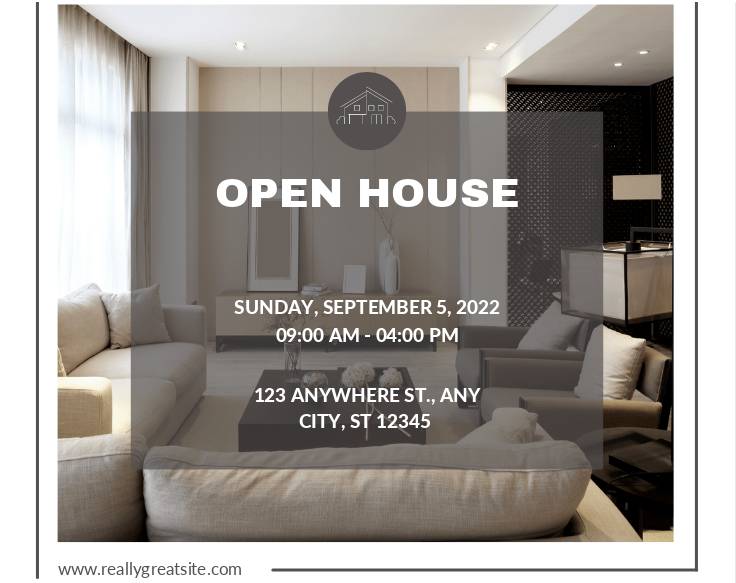 OPEN HOUSE
SUNDAY, SEPTEMBER 5, 2022
09:00 AM - 04:00 PM
123 ANYWHERE ST., ANY
CITY, ST 12345
www.reallygreatsite.com